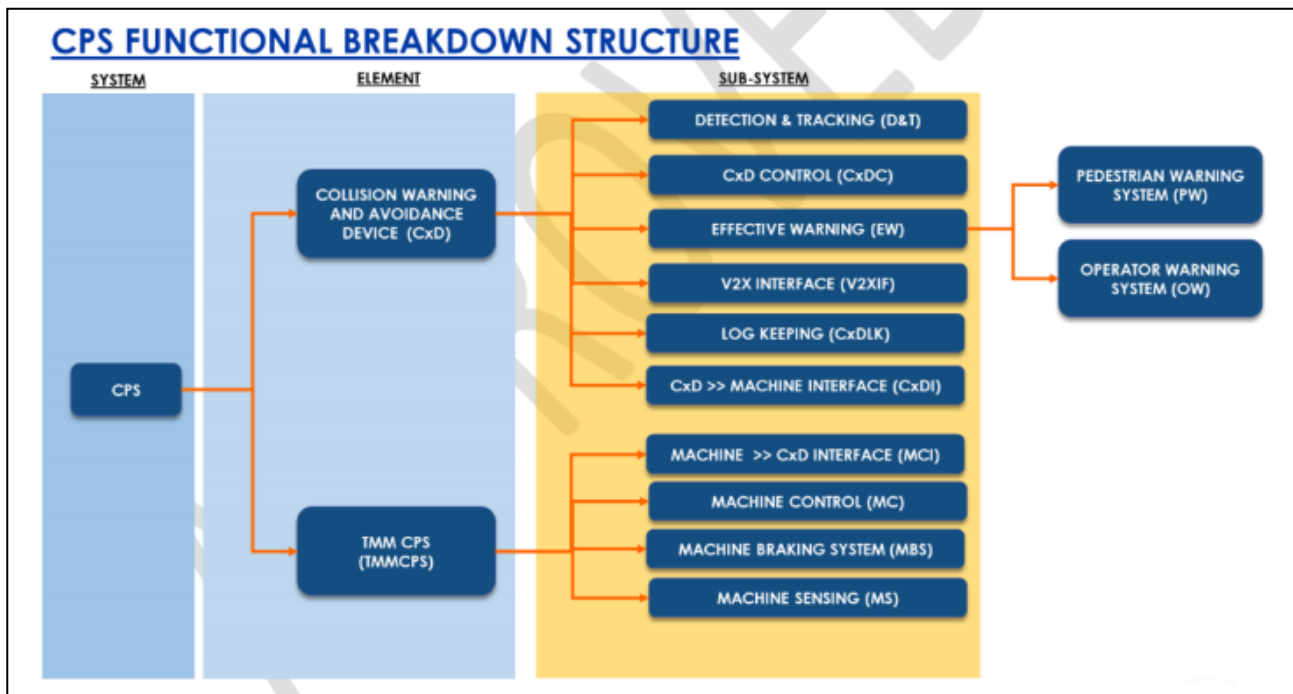 CPS FUNCTIONAL BREAKDOWN STRUCTURE
SYSTEM
ELEMENT
SUB-SYSTEM
CPS
COLLISION WARNING
AND AVOIDANCE
DEVICE (CxD)
TMM CPS
(TMMCPS)
DETECTION & TRACKING (D&T)
CxD CONTROL (CxDC)
EFFECTIVE WARNING (EW)
V2X INTERFACE (V2XIF)
LOG KEEPING (CxDLK)
CxD >> MACHINE INTERFACE (CxDI)
MACHINE >> CxD INTERFACE (MCI)
MACHINE CONTROL (MC)
MACHINE BRAKING SYSTEM (MBS)
MACHINE SENSING (MS)
PEDESTRIAN WARNING
SYSTEM (PW)
OPERATOR WARNING
SYSTEM (OW)